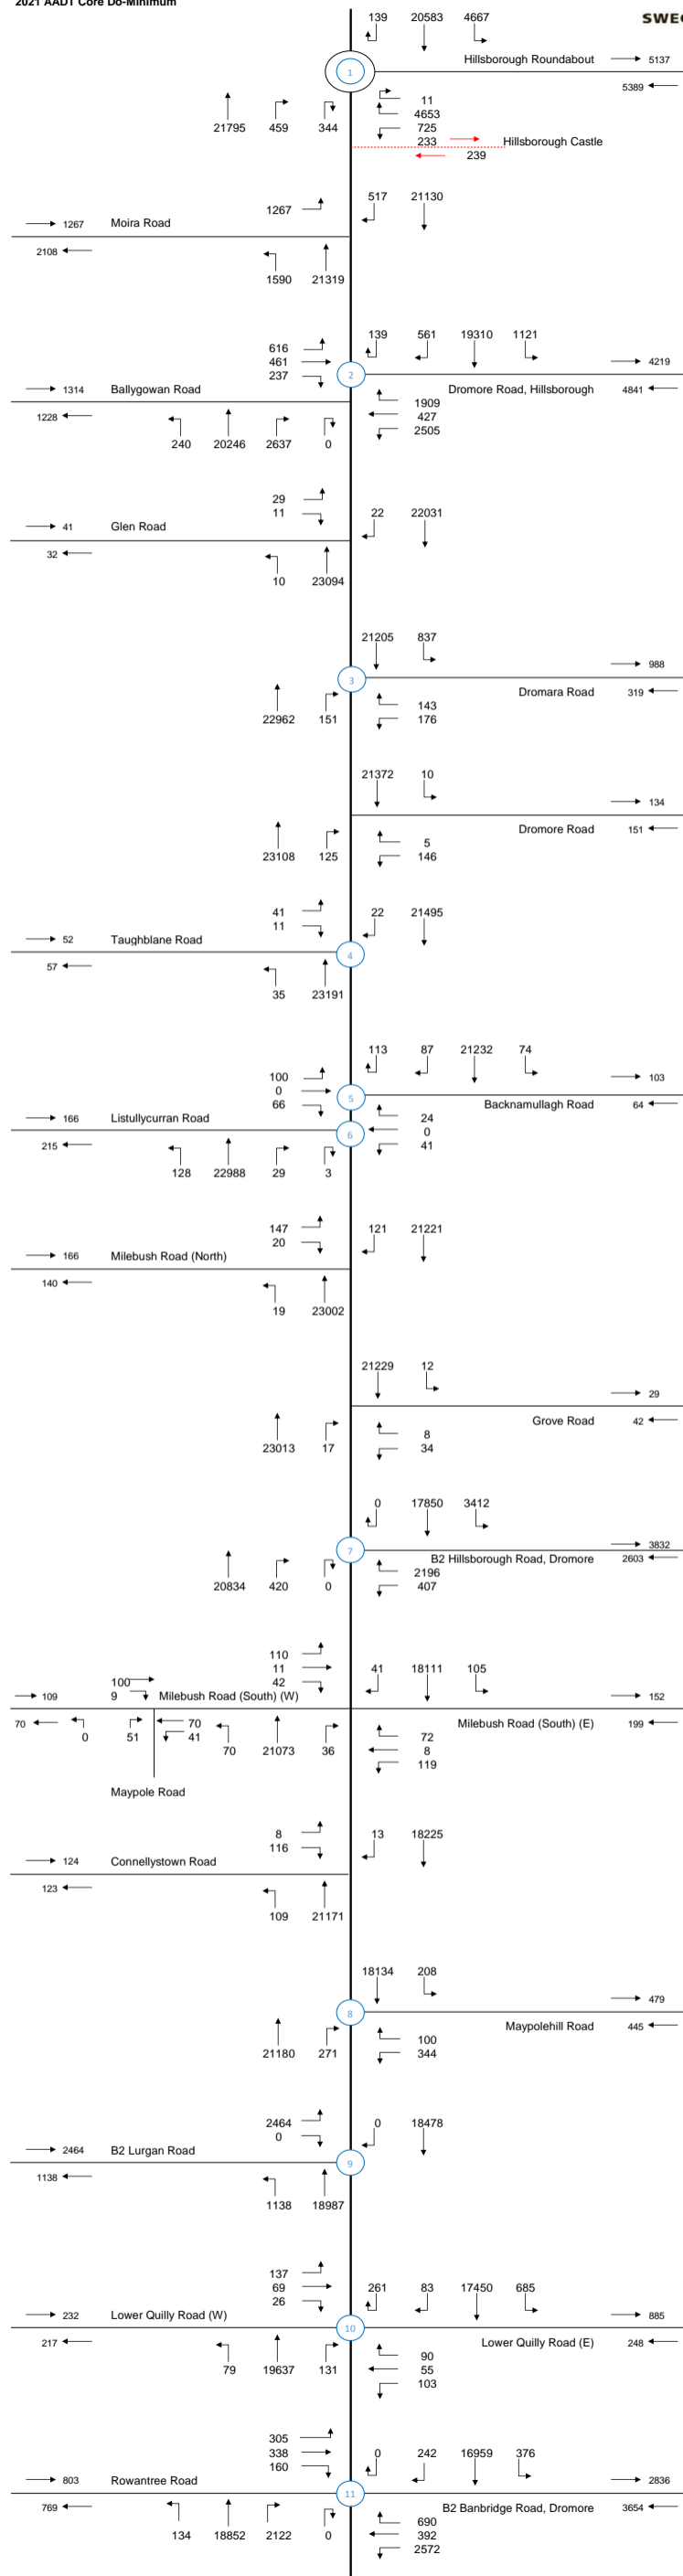 2021 AADT Core Do-Minimum
SWECO
139 20583 4667
Hillsborough Roundabout 5137
1
5389
11
21795 459 344 4653
725
233 Hillsborough Castle
239
1267 517 21130
1267 Moira Road
2108
1590 21319
139 561 19310 1121
616
461 4219
237 2
1314 Ballygowan Road Dromore Road, Hillsborough 4841
1909
1228 427
240 20246 2637 0 2505
29
11 22 22031
41 Glen Road
32
10 23094
21205 837
988
3
Dromara Road 319
143
22962 151 176
21372 10
134
Dromore Road 151
5
23108 125 146
41 22 21495
11
52 Taughblane Road
4
57
35 23191
113 87 21232 74
100 103
0 5
66 Backnamullagh Road 64
166 Listullycurran Road 24
6 0
215 41
128 22988 29 3
147 121 21221
20
166 Milebush Road (North)
140
19 23002
21229 12
29
Grove Road 42
8
23013 17 34
0 17850 3412
3832
7
B2 Hillsborough Road, Dromore 2603
20834 420 0 2196
407
110
11 41 18111 105
100 42
109 9 Milebush Road (South) (W) 152
70 70 Milebush Road (South) (E) 199
0 51 41 70 21073 36 72
8
119
Maypole Road
8 13 18225
116
124 Connellystown Road
123
109 21171
18134 208
479
8
Maypolehill Road 445
100
21180 271 344
2464 0 18478
0
2464 B2 Lurgan Road
9
1138
1138 18987
137
69 261 83 17450 685
26
232 Lower Quilly Road (W) 885
10
217 Lower Quilly Road (E) 248
79 19637 131 90
55
103
305
338 0 242 16959 376
160
803 Rowantree Road 2836
11
769 B2 Banbridge Road, Dromore 3654
134 18852 2122 0 690
392
2572